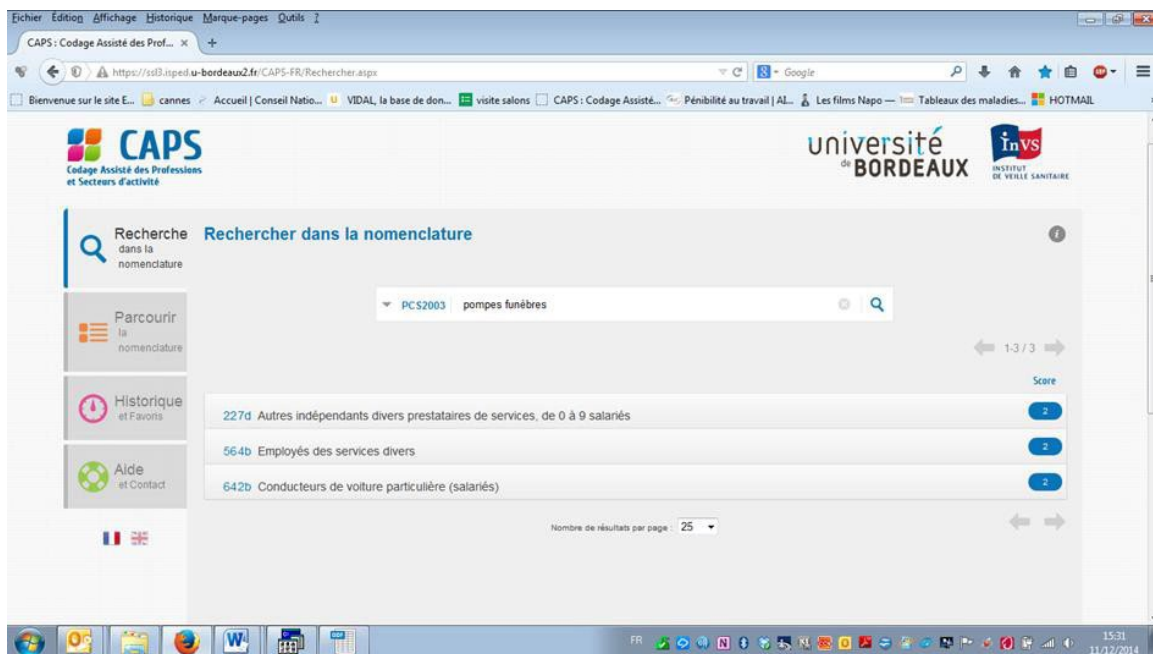 Fichier Édition Affichage Historique Marque-pages Outils ?
CAPS : Codage Assisté des Prof... × +
https://ssl3.isped.u-bordeaux2.fr/CAPS-FR/Rechercher.aspx
Google
Bienvenue sur le site E... cannes Accueil | Conseil Natio... VIDAL, la base de don... visite salons CAPS : Codage Assisté... Pénibilité au travail | AL... Les films Napo — Tableaux des maladies... HOTMAIL
CAPS
Codage Assisté des Professions
et Secteurs d'activité
université
de BORDEAUX
InVS
INSTITUT
DE VEILLE SANITAIRE
Recherche
dans la
nomenclature
Rechercher dans la nomenclature
PCS2003 pompes funèbres
Parcourir
la
nomenclature
1-3 / 3
Score
Historique
et Favoris
227d Autres indépendants divers prestataires de services, de 0 à 9 salariés 2
564b Employés des services divers 2
Aide
et Contact
642b Conducteurs de voiture particulière (salariés) 2
Nombre de résultats par page : 25
FR
15:31
11/12/2014